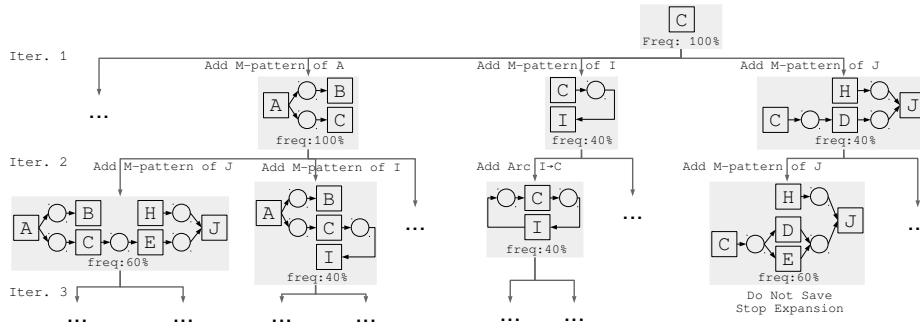 C
Freq: 100%
Iter. 1
Add M-pattern of A
Add M-pattern of I
Add M-pattern of J
A
B
C
freq:100%
...
C
I
freq:40%
H
J
C
D
freq:40%
Iter. 2
Add M-pattern of J
Add M-pattern of I
Add Arc I→C
Add M-pattern of J
A
B
H
J
C
E
freq:60%
A
B
C
I
freq:40%
...
C
I
freq:40%
...
H
D
J
C
E
freq:60%
...
Iter. 3
Do Not Save
Stop Expansion
... ... ... ... ... ...